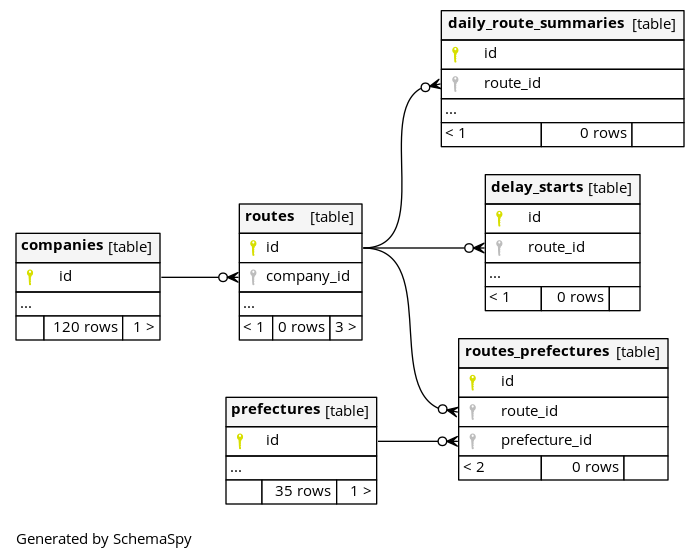 daily_route_summaries [table]
id
route_id
...
< 1 0 rows
delay_starts [table]
id
route_id
...
< 1 0 rows
routes [table]
id
company_id
...
< 1 0 rows 3 >
companies [table]
id
...
120 rows 1 >
routes_prefectures [table]
id
route_id
prefecture_id
< 2 0 rows
prefectures [table]
id
...
35 rows 1 >
Generated by SchemaSpy